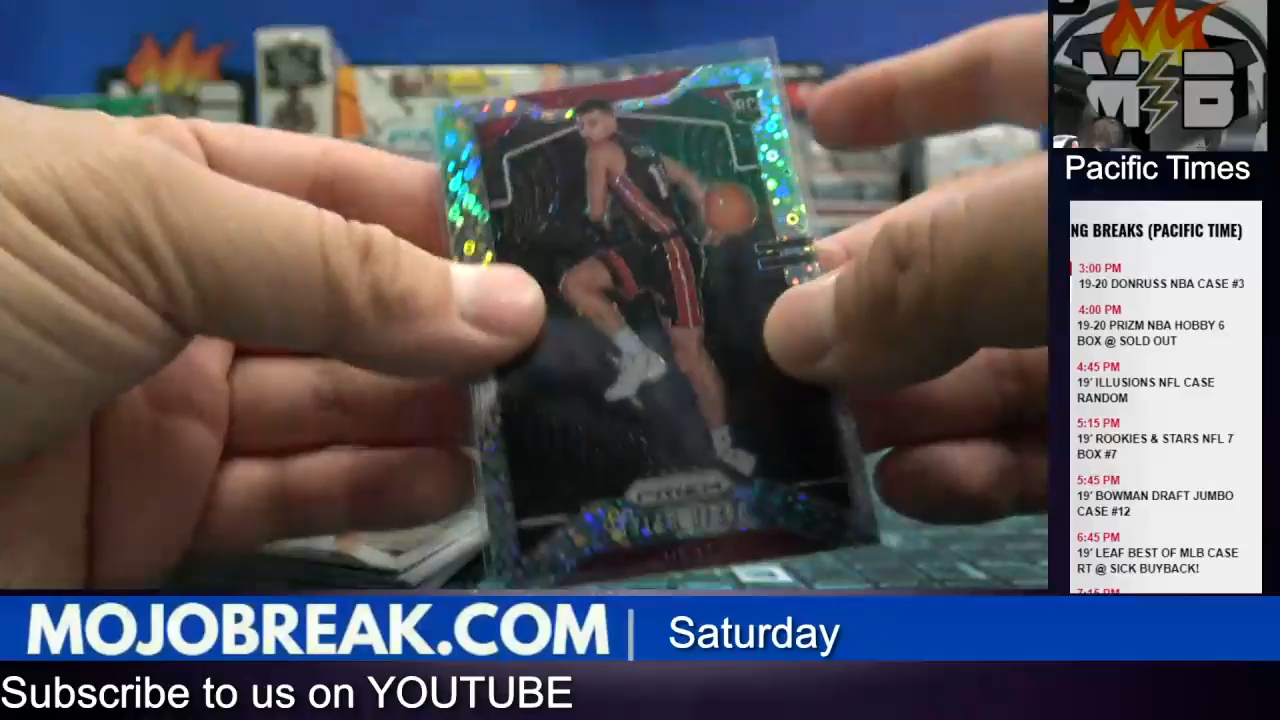 M B
Pacific Times
NG BREAKS (PACIFIC TIME)
3:00 PM
19-20 DONRUSS NBA CASE #3
4:00 PM
19-20 PRIZM NBA HOBBY 6
BOX @ SOLD OUT
4:45 PM
19' ILLUSIONS NFL CASE
RANDOM
5:15 PM
19' ROOKIES & STARS NFL 7
BOX #7
5:45 PM
19' BOWMAN DRAFT JUMBO
CASE #12
6:45 PM
19' LEAF BEST OF MLB CASE
RT @ SICK BUYBACK!
RC
PRIZM
HEAT
MOJOBREAK.COM | Saturday
Subscribe to us on YOUTUBE